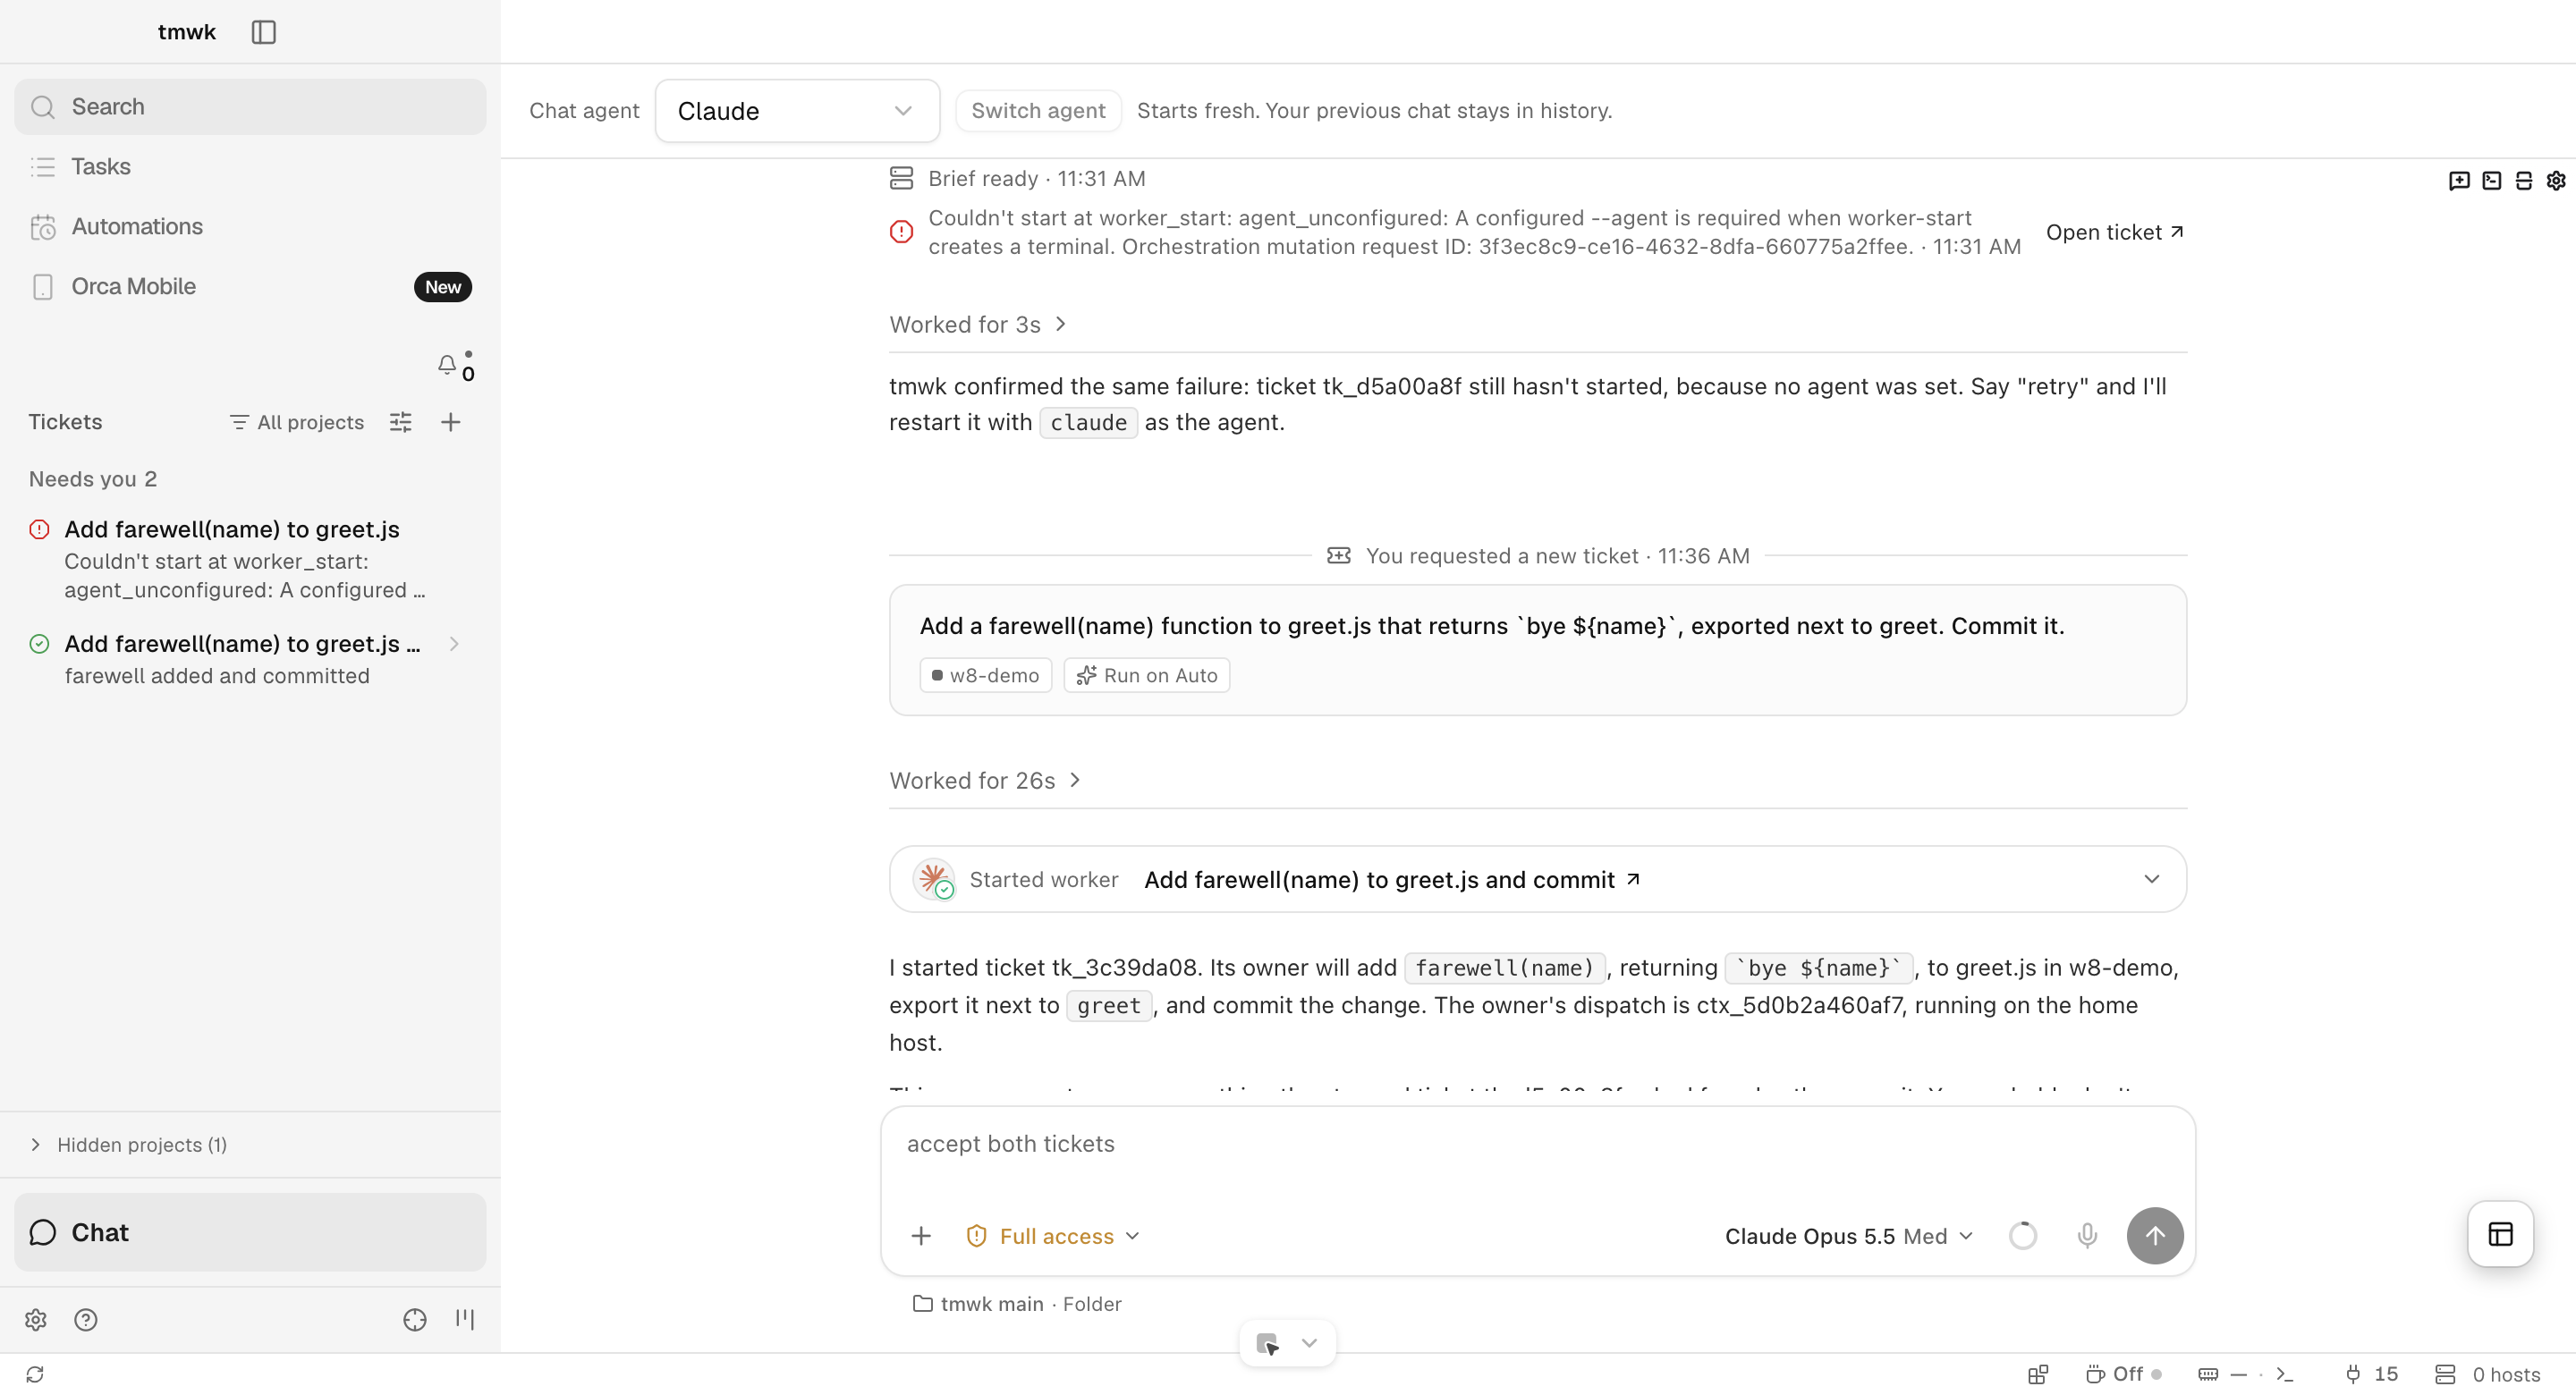 tmwk
Search
Tasks
Automations
Orca Mobile
New
0
Tickets
All projects
Needs you 2
Add farewell(name) to greet.js
Couldn't start at worker_start:
agent_unconfigured: A configured …
Add farewell(name) to greet.js …
farewell added and committed
Hidden projects (1)
Chat
Chat agent
Claude
Switch agent
Starts fresh. Your previous chat stays in history.
Brief ready · 11:31 AM
Couldn't start at worker_start: agent_unconfigured: A configured --agent is required when worker-start
creates a terminal. Orchestration mutation request ID: 3f3ec8c9-ce16-4632-8dfa-660775a2ffee. · 11:31 AM
Open ticket
Worked for 3s
tmwk confirmed the same failure: ticket tk_d5a00a8f still hasn't started, because no agent was set. Say "retry" and I'll
restart it with claude as the agent.
You requested a new ticket · 11:36 AM
Add a farewell(name) function to greet.js that returns `bye ${name}`, exported next to greet. Commit it.
w8-demo
Run on Auto
Worked for 26s
Started worker
Add farewell(name) to greet.js and commit
I started ticket tk_3c39da08. Its owner will add farewell(name), returning `bye ${name}`, to greet.js in w8-demo,
export it next to greet, and commit the change. The owner's dispatch is ctx_5d0b2a460af7, running on the home
host.
accept both tickets
Full access
Claude Opus 5.5 Med
tmwk main · Folder
Off
15
0 hosts